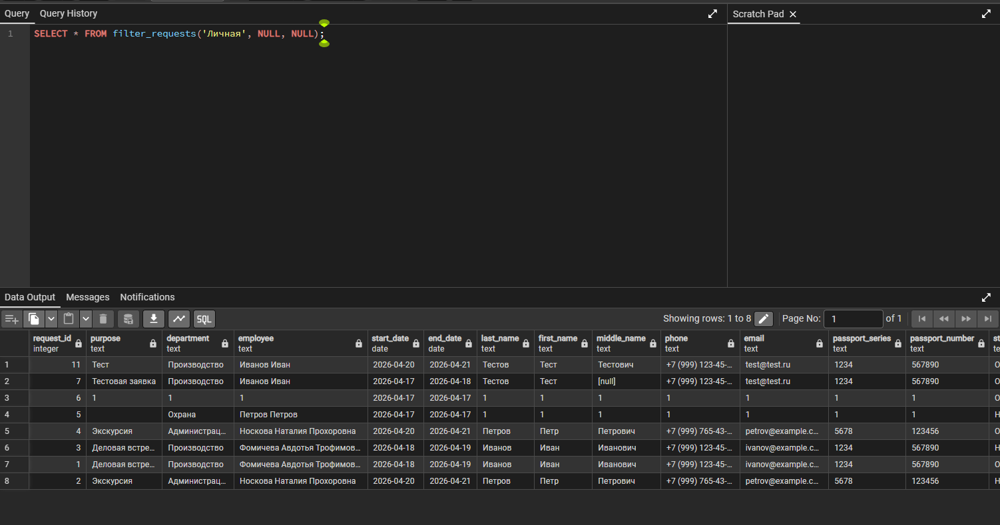 Query Query History Scratch Pad
1 SELECT * FROM filter_requests('Личная', NULL, NULL);
Data Output Messages Notifications
SQL Showing rows: 1 to 8 Page No: 1 of 1
request_id purpose department employee start_date end_date last_name first_name middle_name phone email passport_series passport_number st
integer text text text date date text text text text text text text te
1 11 Тест Производство Иванов Иван 2026-04-20 2026-04-21 Тестов Тест Тестович +7 (999) 123-45-... test@test.ru 1234 567890 О
2 7 Тестовая заявка Производство Иванов Иван 2026-04-17 2026-04-18 Тестов Тест [null] +7 (999) 123-45-... test@test.ru 1234 567890 О
3 6 1 1 1 2026-04-17 2026-04-17 1 1 1 1 1 1 1 О
4 5 Охрана Петров Петров 2026-04-17 2026-04-17 1 1 1 1 1 1 1 Н
5 4 Экскурсия Администрац... Носкова Наталия Прохоровна 2026-04-20 2026-04-21 Петров Петр Петрович +7 (999) 765-43-... petrov@example.c... 5678 123456 О
6 3 Деловая встре... Производство Фомичева Авдотья Трофимов... 2026-04-18 2026-04-19 Иванов Иван Иванович +7 (999) 123-45-... ivanov@example.c... 1234 567890 Н
7 1 Деловая встре... Производство Фомичева Авдотья Трофимов... 2026-04-18 2026-04-19 Иванов Иван Иванович +7 (999) 123-45-... ivanov@example.c... 1234 567890 О
8 2 Экскурсия Администрац... Носкова Наталия Прохоровна 2026-04-20 2026-04-21 Петров Петр Петрович +7 (999) 765-43-... petrov@example.c... 5678 123456 Н